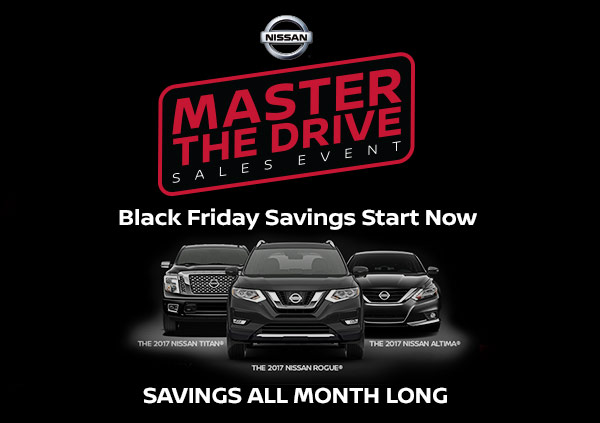 NISSAN
MASTER
THE DRIVE
SALES EVENT
Black Friday Savings Start Now
THE 2017 NISSAN TITAN®
THE 2017 NISSAN ALTIMA®
THE 2017 NISSAN ROGUE®
SAVINGS ALL MONTH LONG